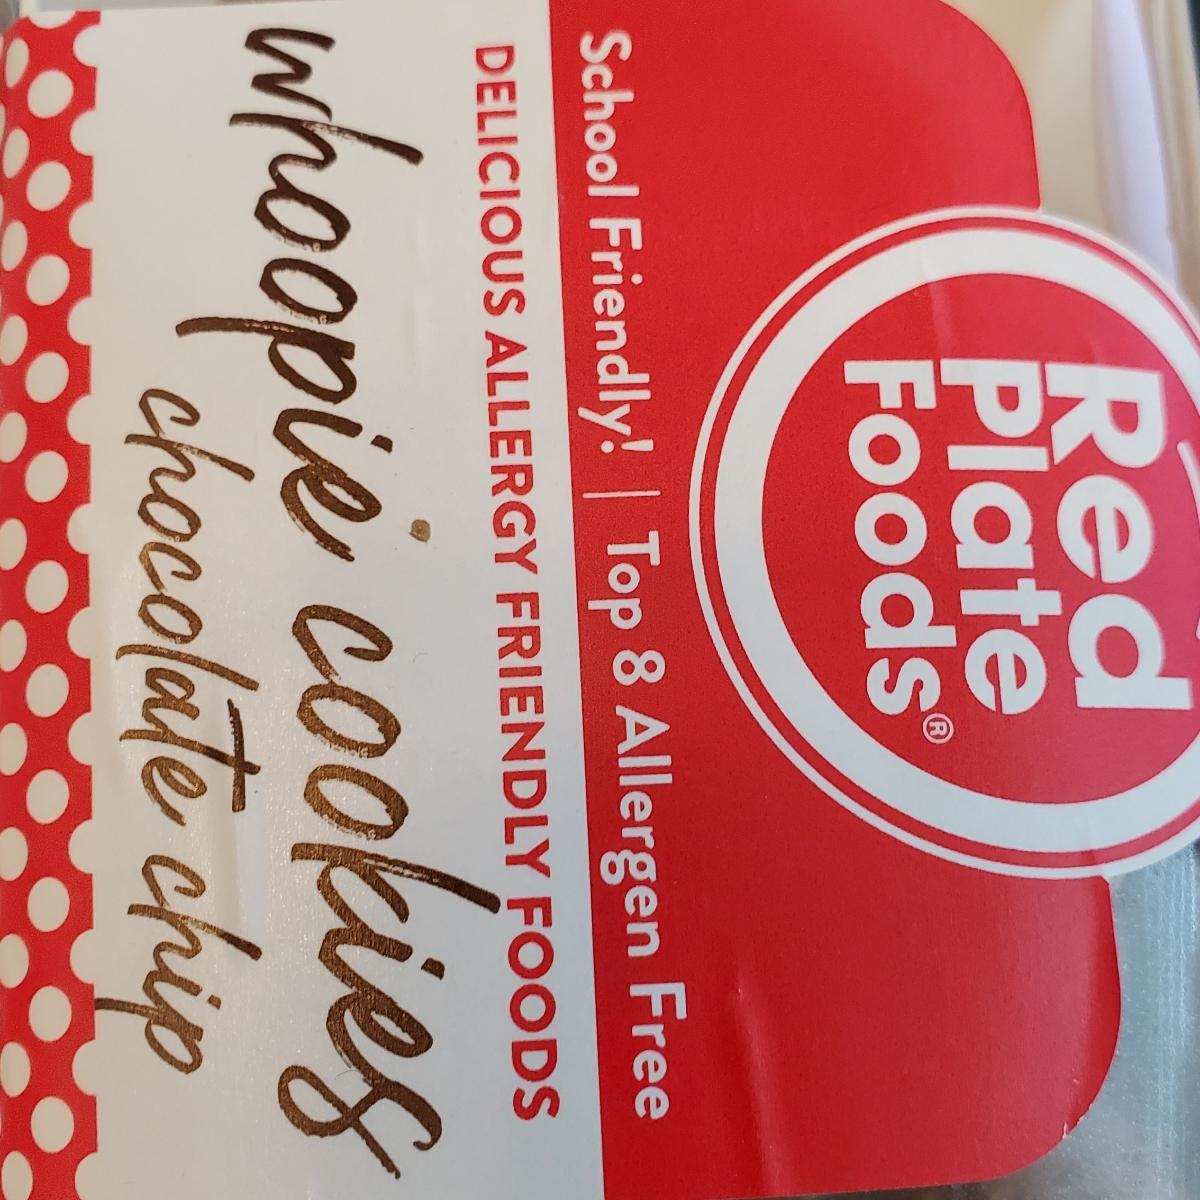 Red
Plate
Foods®
School Friendly! | Top 8 Allergen Free
DELICIOUS ALLERGY FRIENDLY FOODS
whoopie cookies
chocolate chip